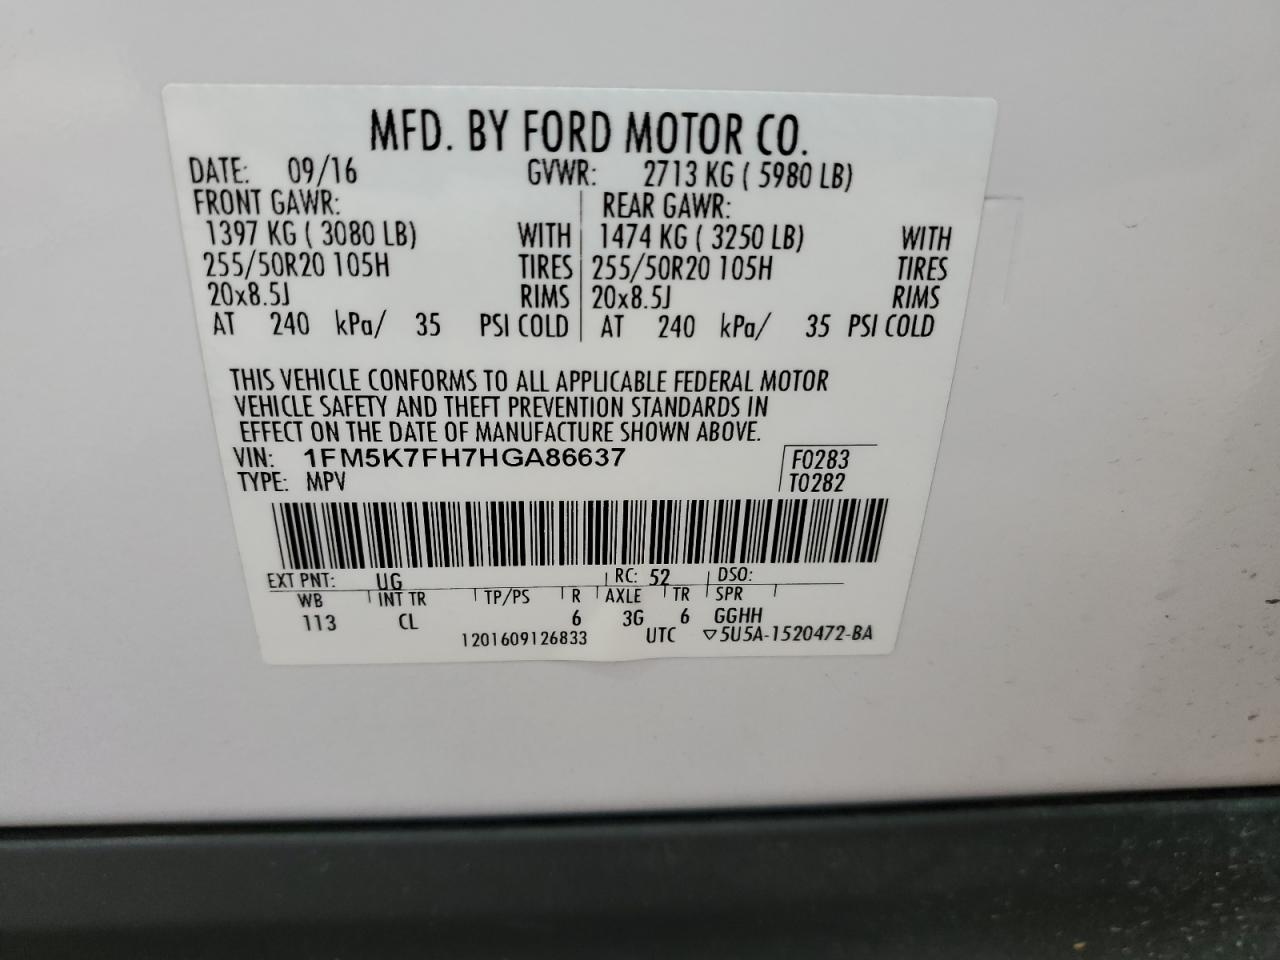 MFD. BY FORD MOTOR CO.
DATE: 09/16 GVWR: 2713 KG ( 5980 LB)
FRONT GAWR: REAR GAWR:
1397 KG ( 3080 LB) WITH 1474 KG ( 3250 LB) WITH
255/50R20 105H TIRES 255/50R20 105H TIRES
20x8.5J RIMS 20x8.5J RIMS
AT 240 kPa/ 35 PSI COLD AT 240 kPa/ 35 PSI COLD
THIS VEHICLE CONFORMS TO ALL APPLICABLE FEDERAL MOTOR
VEHICLE SAFETY AND THEFT PREVENTION STANDARDS IN
EFFECT ON THE DATE OF MANUFACTURE SHOWN ABOVE.
VIN: 1FM5K7FH7HGA86637 F0283
TYPE: MPV T0282
EXT PNT: UG RC: 52 DSO:
WB INT TR TP/PS R AXLE TR SPR
113 CL 6 3G 6 GGHH
1201609126833 UTC ▽5U5A-1520472-BA